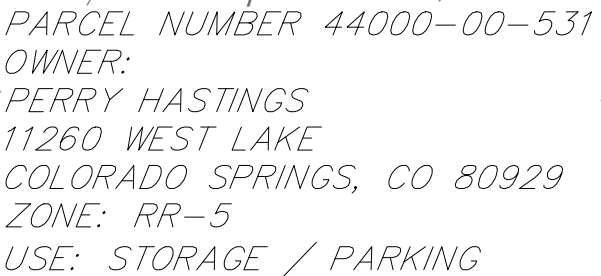 PARCEL NUMBER 44000-00-531
OWNER:
PERRY HASTINGS
11260 WEST LAKE
COLORADO SPRINGS, CO 80929
ZONE: RR-5
USE: STORAGE / PARKING